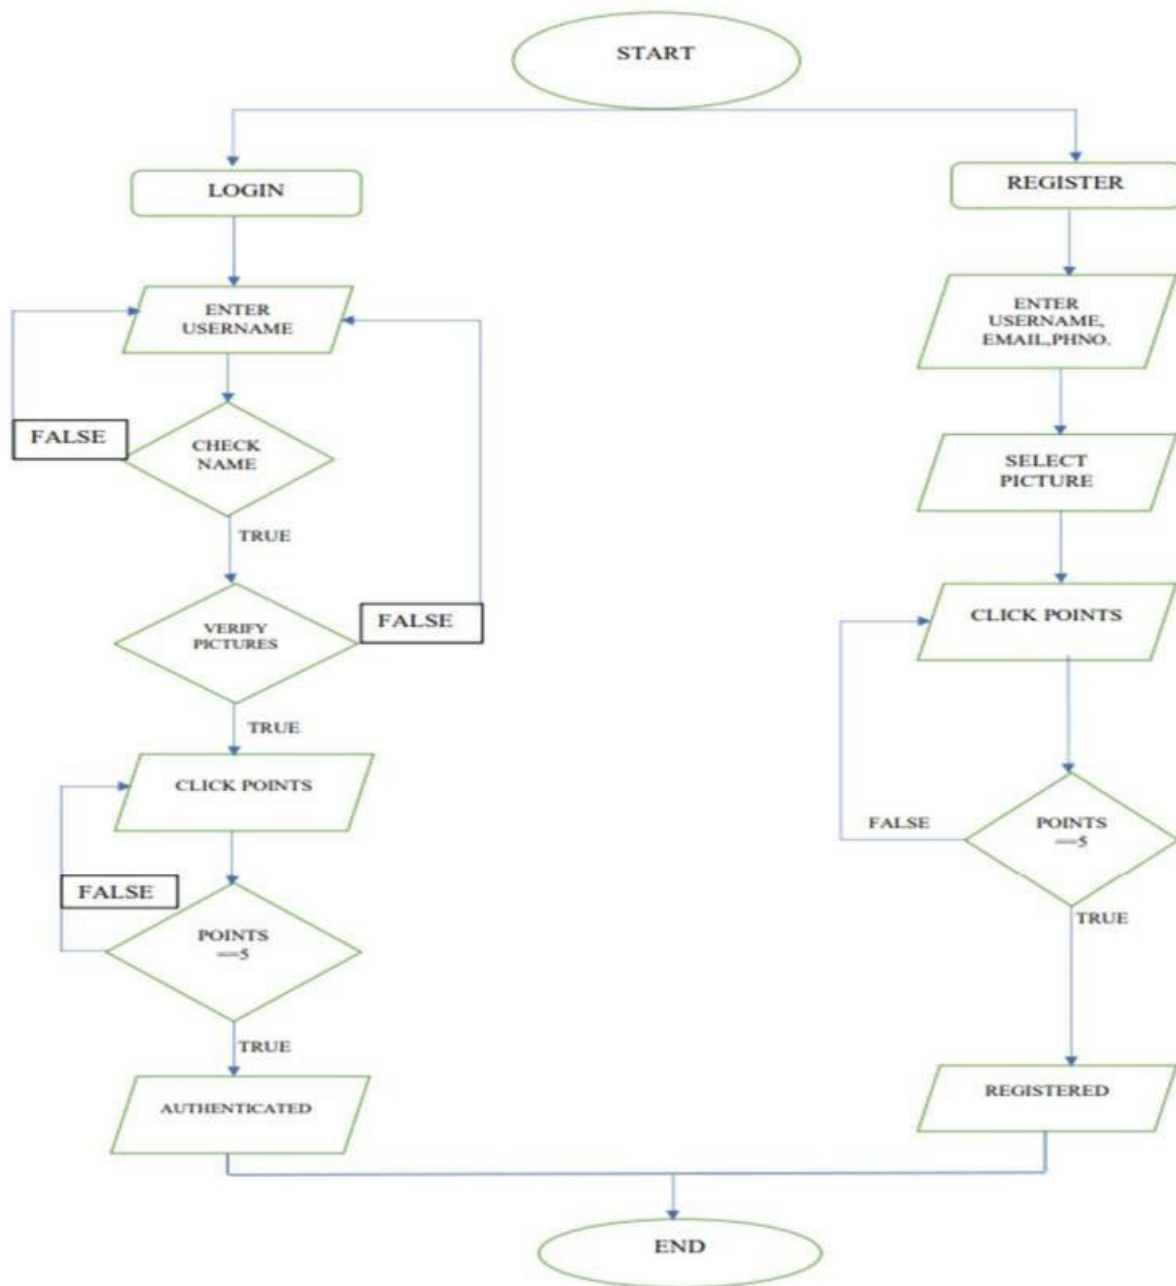 START
LOGIN
ENTER
USERNAME
FALSE
CHECK
NAME
TRUE
VERIFY
PICTURES
FALSE
TRUE
CLICK POINTS
FALSE
POINTS
==5
TRUE
AUTHENTICATED
REGISTER
ENTER
USERNAME,
EMAIL,PHNO.
SELECT
PICTURE
CLICK POINTS
FALSE
POINTS
==5
TRUE
REGISTERED
END